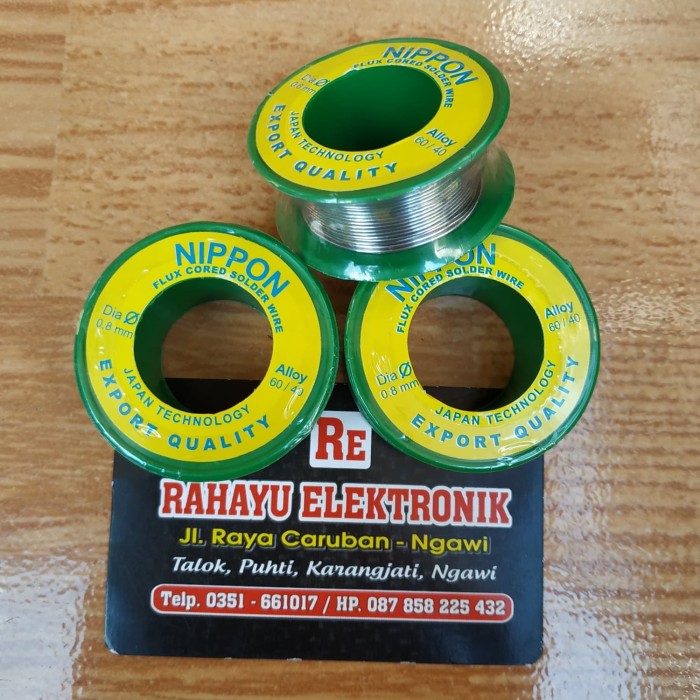 NIPPON
FLUX CORED SOLDER WIRE
Dia Ø
0.8 mm
Alloy
60/40
JAPAN TECHNOLOGY
EXPORT QUALITY
NIPPON
FLUX CORED SOLDER WIRE
Dia Ø
0.8 mm
Alloy
60/40
JAPAN TECHNOLOGY
EXPORT QUALITY
NIPPON
FLUX CORED SOLDER WIRE
Dia Ø
0.8 mm
Alloy
60/40
JAPAN TECHNOLOGY
EXPORT QUALITY
RE
RAHAYU ELEKTRONIK
Jl. Raya Caruban - Ngawi
Talok, Puhti, Karangjati, Ngawi
Telp. 0351 - 661017 / HP. 087 858 225 432